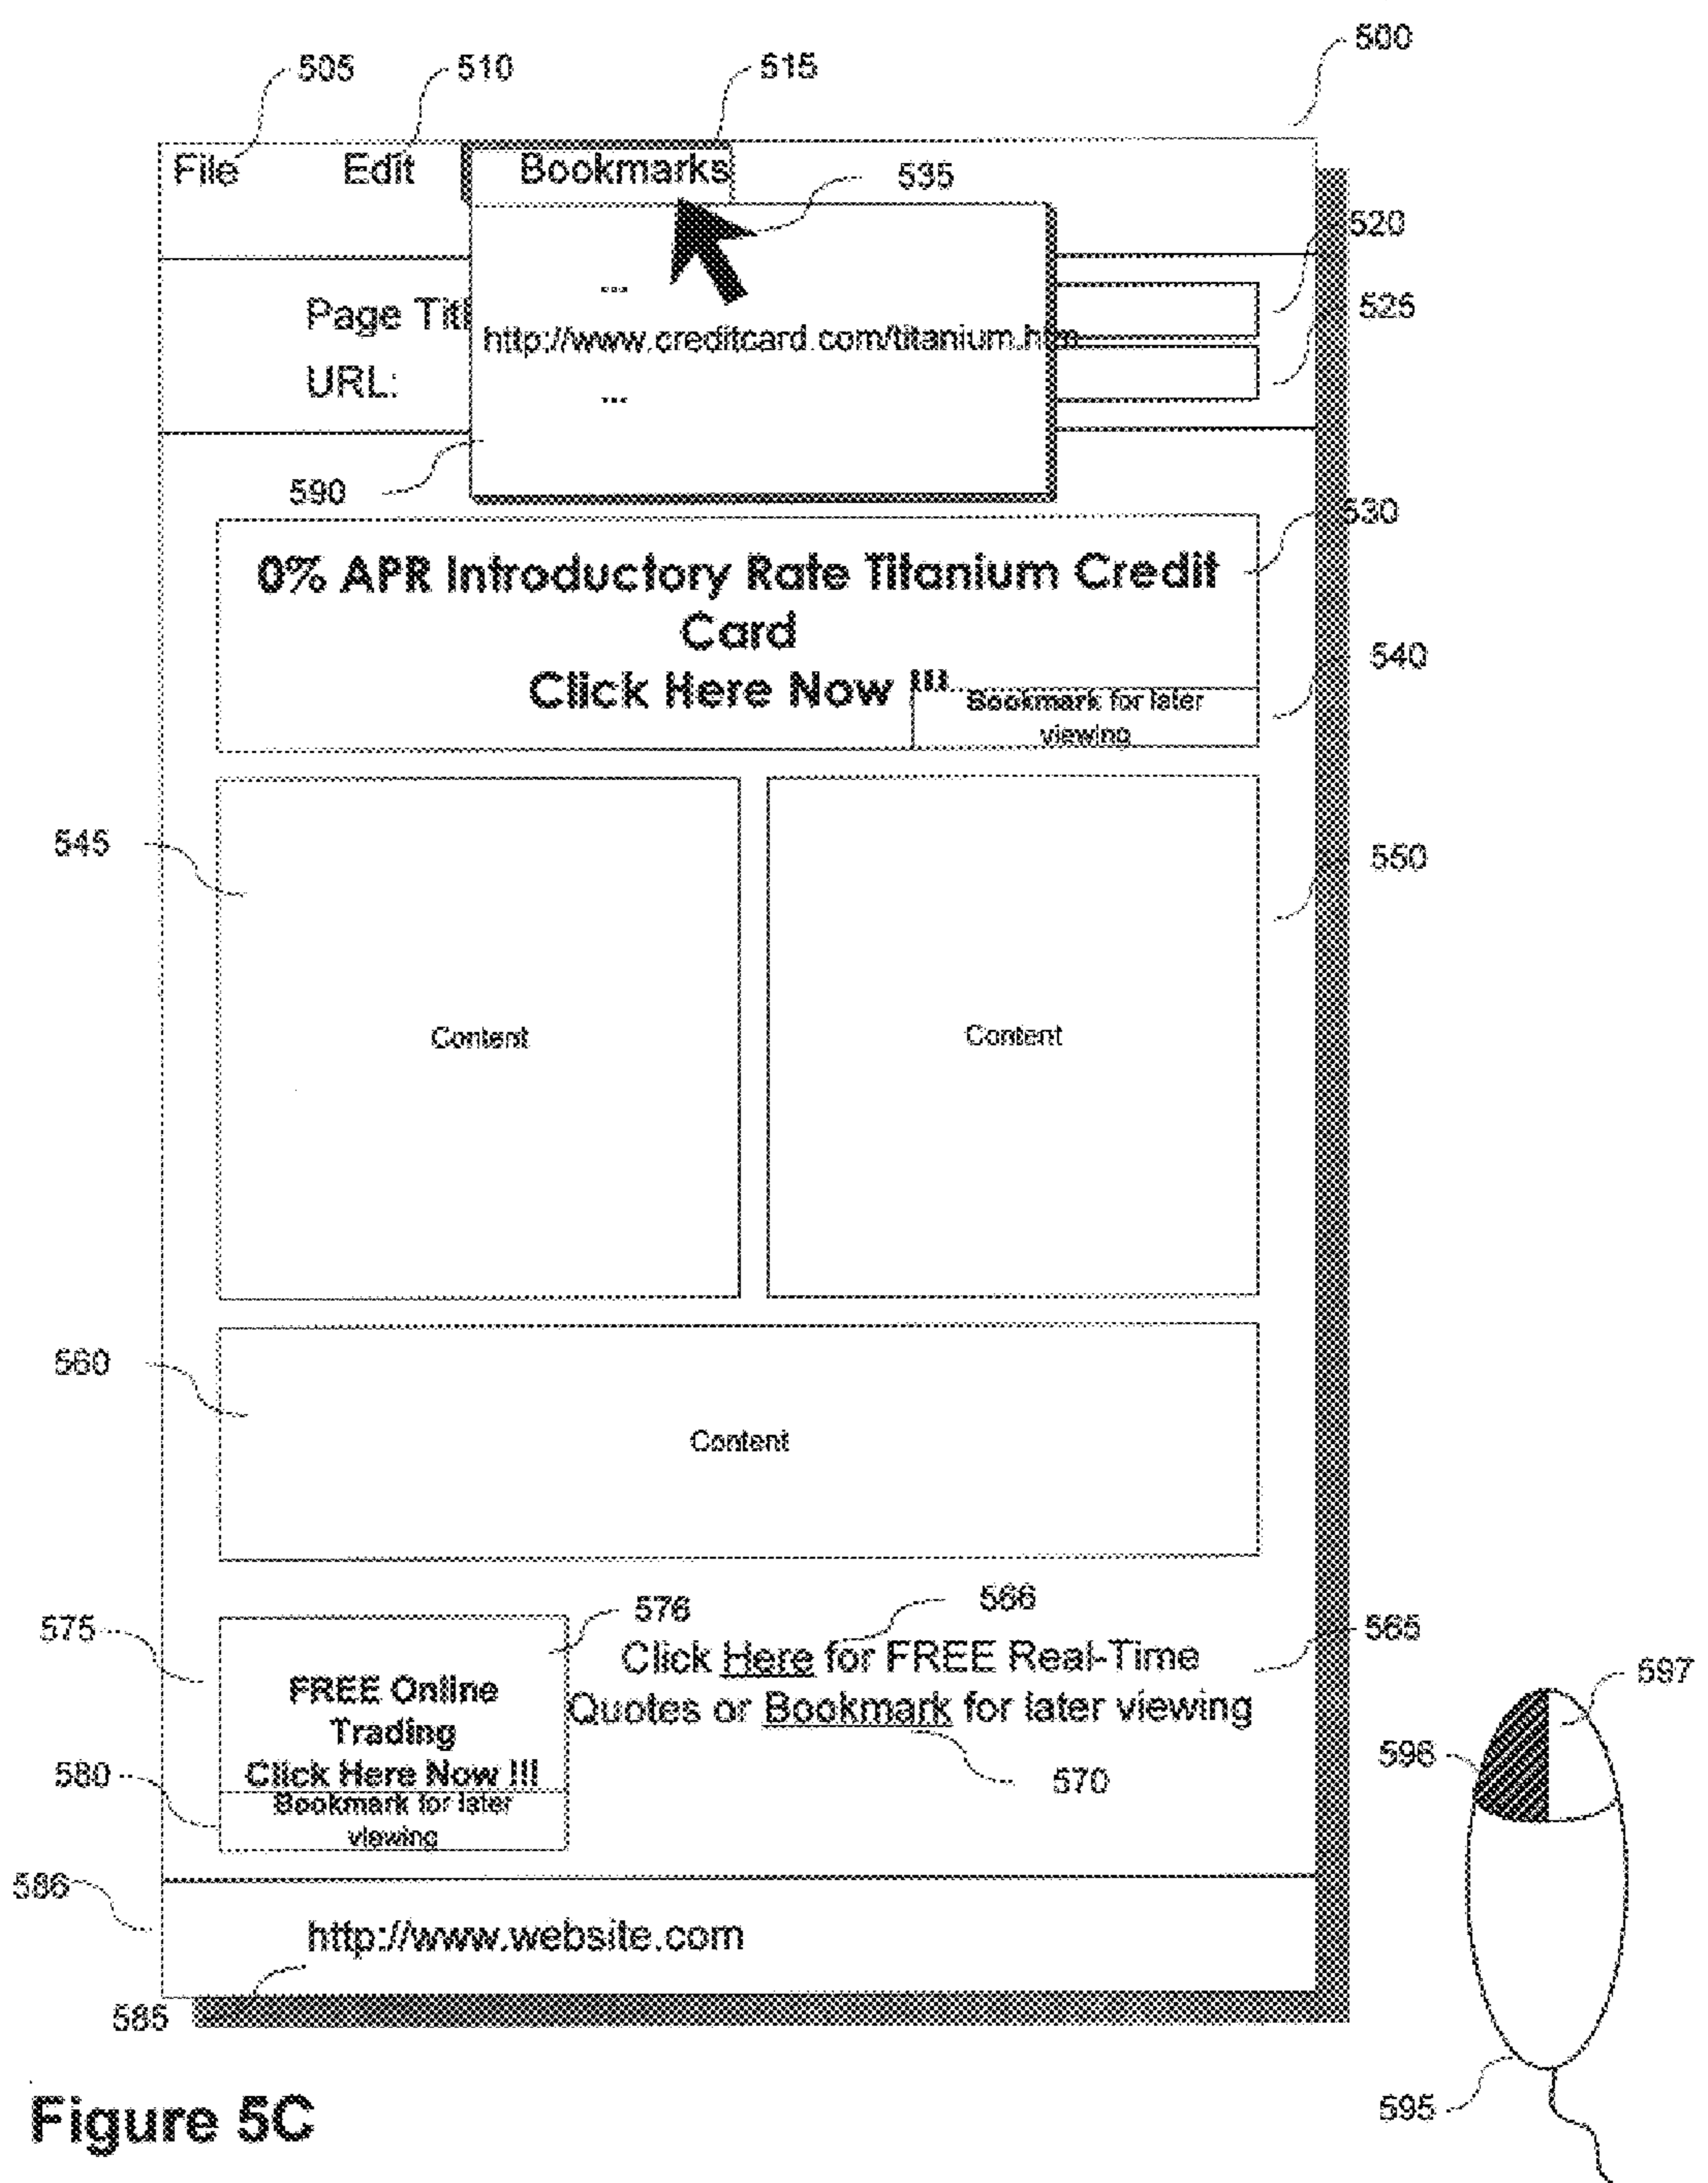 500
505
510
515
File
Edit
Bookmarks
535
520
...
Page Titl
http://www.creditcard.com/titanium.htm
525
URL:
...
590
530
0% APR Introductory Rate Titanium Credit
Card
Click Here Now !!!
540
Bookmark for later
viewing
545
550
Content
Content
560
Content
566
576
575
565
Click Here for FREE Real-Time
FREE Online
Quotes or Bookmark for later viewing
Trading
597
596
580
Click Here Now !!!
570
Bookmark for later
viewing
586
http://www.website.com
585
595
Figure 5C